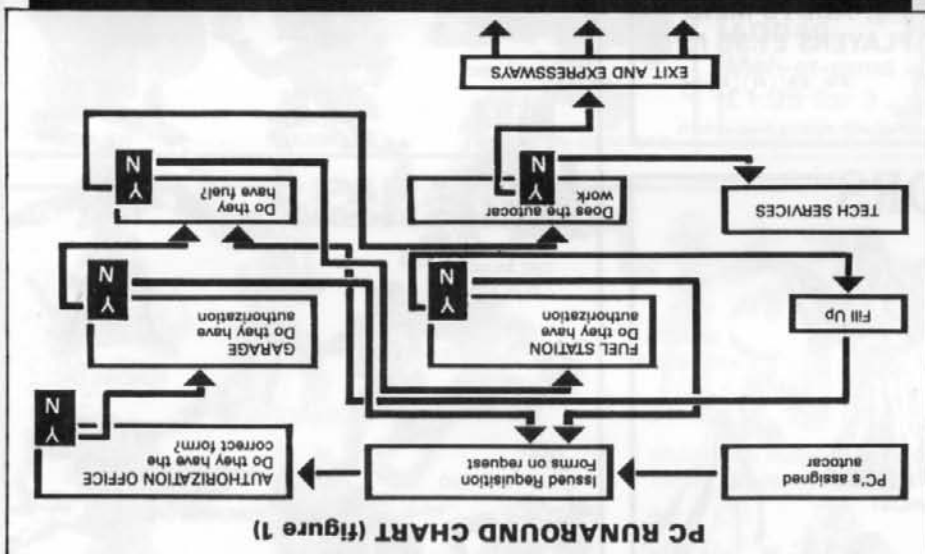 PC RUNAROUND CHART (figure 1)
PC's assigned
autocar
Issued Requisition
Forms on request
AUTHORIZATION OFFICE
Do they have the
correct form?
Y
N
Fill Up
FUEL STATION
Do they have
authorization
Y
N
GARAGE
Do they have
authorization
Y
N
TECH SERVICES
Does the autocar
work
Y
N
Do they
have fuel?
Y
N
EXIT AND EXPRESSWAYS